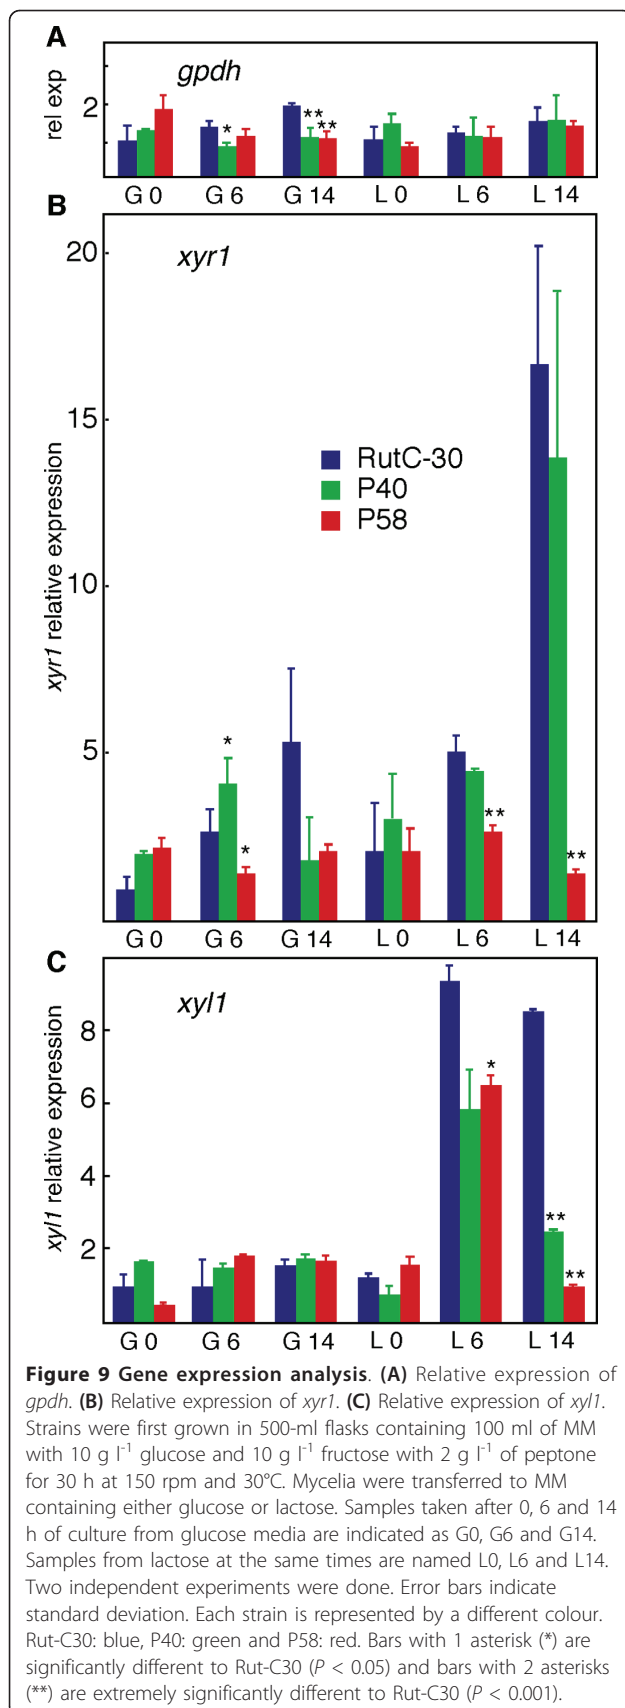 A
gpdh
rel exp
2
* ** **
G 0 G 6 G 14 L 0 L 6 L 14
B
xyr1
20
15
10
5
xyr1 relative expression
RutC-30
P40
P58
* * ** **
G 0 G 6 G 14 L 0 L 6 L 14
C
xyl1
8
6
4
2
xyl1 relative expression
* ** **
G 0 G 6 G 14 L 0 L 6 L 14
Figure 9 Gene expression analysis. (A) Relative expression of
gpdh. (B) Relative expression of xyr1. (C) Relative expression of xyl1.
Strains were first grown in 500-ml flasks containing 100 ml of MM
with 10 g l⁻¹ glucose and 10 g l⁻¹ fructose with 2 g l⁻¹ of peptone
for 30 h at 150 rpm and 30°C. Mycelia were transferred to MM
containing either glucose or lactose. Samples taken after 0, 6 and 14
h of culture from glucose media are indicated as G0, G6 and G14.
Samples from lactose at the same times are named L0, L6 and L14.
Two independent experiments were done. Error bars indicate
standard deviation. Each strain is represented by a different colour.
Rut-C30: blue, P40: green and P58: red. Bars with 1 asterisk (*) are
significantly different to Rut-C30 (P < 0.05) and bars with 2 asterisks
(**) are extremely significantly different to Rut-C30 (P < 0.001).